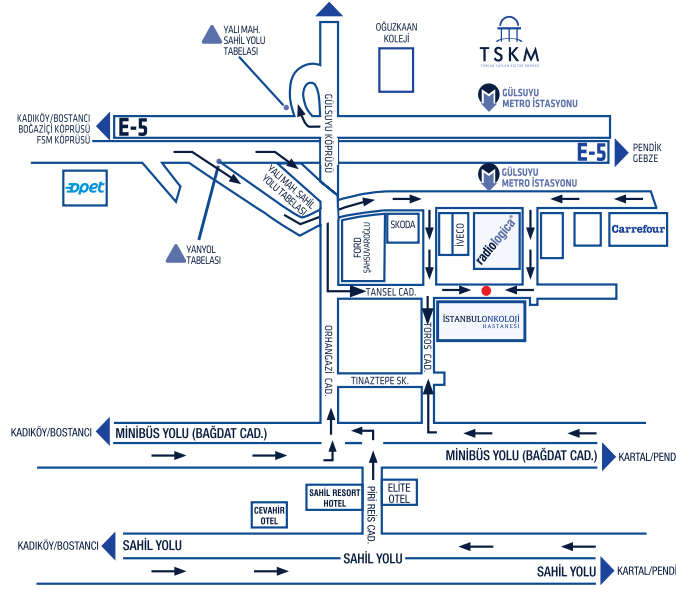 YALI MAH.
SAHİL YOLU
TABELASI
OĞUZKAAN
KOLEJİ
TSKM
GÜLSUYU
METRO İSTASYONU
KADIKÖY/BOSTANCI
BOĞAZİÇİ KÖPRÜSÜ
FSM KÖPRÜSÜ
E-5
GÜLSUYU KÖPRÜSÜ
E-5
PENDİK
GEBZE
GÜLSUYU
METRO İSTASYONU
opet
YALI MAH. SAHİL
YOLU TABELASI
YANYOL
TABELASI
FORD
ŞAHSUVAROĞLU
SKODA
İVECO
radiologica
Carrefour
TANSEL CAD.
İSTANBULONKOLOJİ
HASTANESİ
TOROS CAD.
ORHANGAZİ CAD.
TINAZTEPE SK.
KADIKÖY/BOSTANCI
MİNİBÜS YOLU (BAĞDAT CAD.)
MİNİBÜS YOLU (BAĞDAT CAD.)
KARTAL/PEND
SAHİL RESORT
HOTEL
ELİTE
OTEL
CEVAHİR
OTEL
PİRİ REİS CAD.
KADIKÖY/BOSTANCI
SAHİL YOLU
SAHİL YOLU
SAHİL YOLU
KARTAL/PENDİ